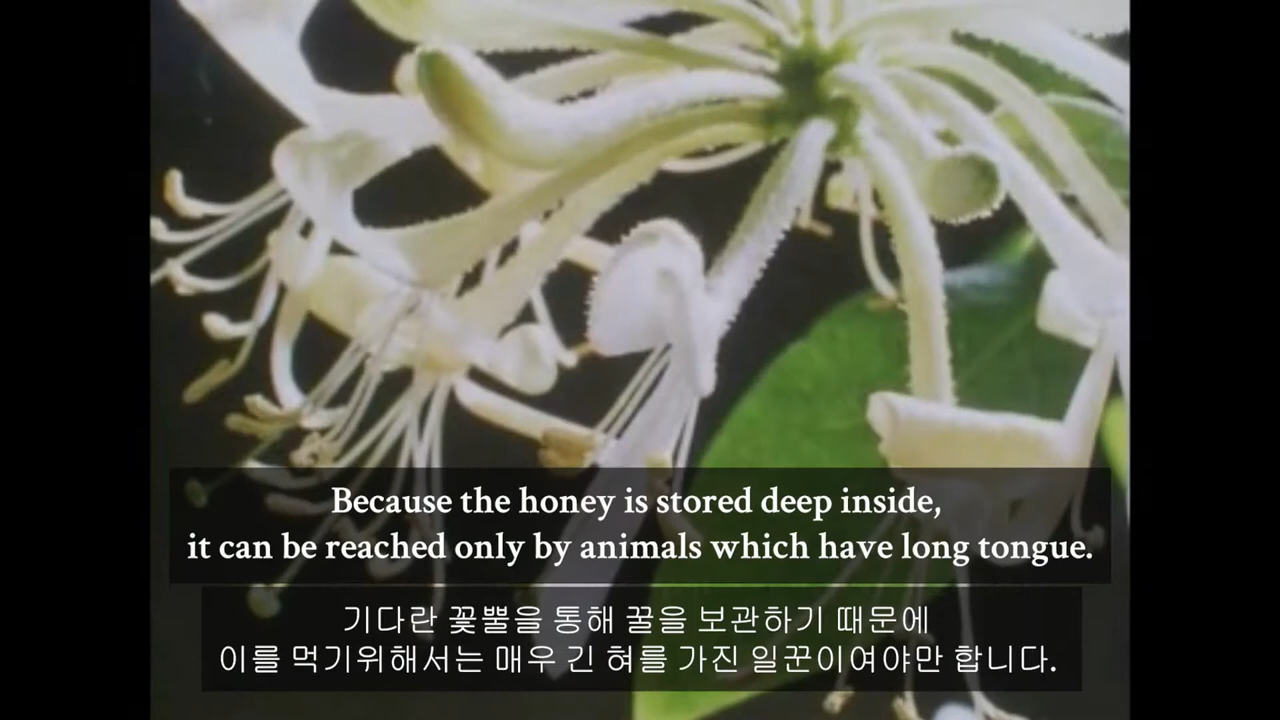 Because the honey is stored deep inside,
it can be reached only by animals which have long tongue.
기다란 꽃뿔을 통해 꿀을 보관하기 때문에
이를 먹기위해서는 매우 긴 혀를 가진 일꾼이여야만 합니다.